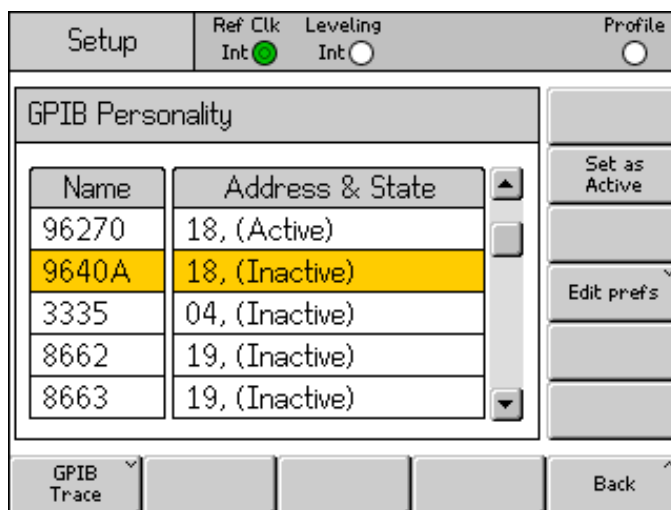 Setup
Ref Clk Leveling Profile
Int Int
GPIB Personality
Name Address & State
96270 18, (Active)
9640A 18, (Inactive)
3335 04, (Inactive)
8662 19, (Inactive)
8663 19, (Inactive)
Set as
Active
Edit prefs
GPIB
Trace
Back